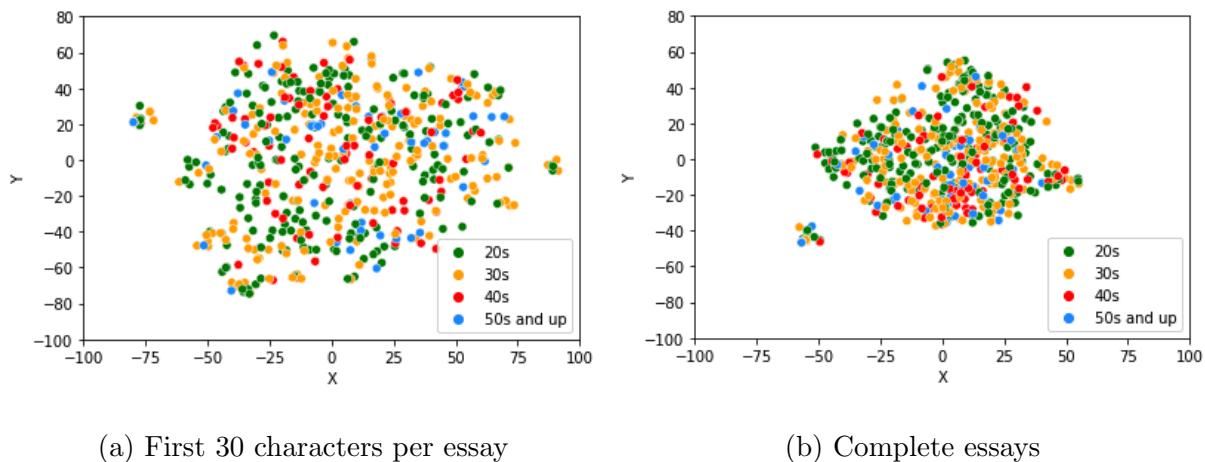 80
60
40
20
0
−20
−40
−60
−80
−100
Y
−100 −75 −50 −25 0 25 50 75 100
X
20s
30s
40s
50s and up
80
60
40
20
0
−20
−40
−60
−80
−100
Y
−100 −75 −50 −25 0 25 50 75 100
X
20s
30s
40s
50s and up
(a) First 30 characters per essay
(b) Complete essays